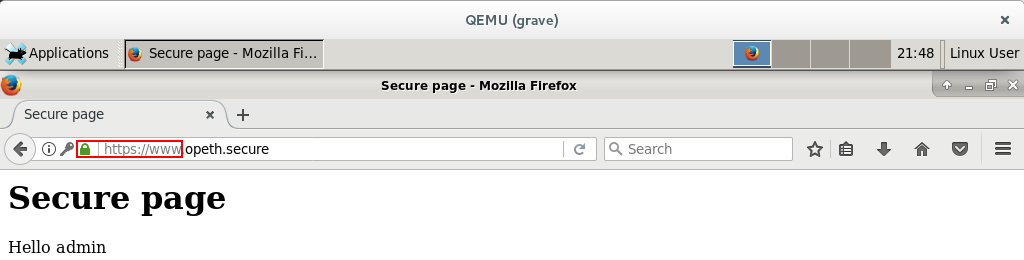 QEMU (grave)
Applications Secure page - Mozilla Fi... 21:48 Linux User
Secure page - Mozilla Firefox
Secure page
https://www.opeth.secure Search
Secure page
Hello admin